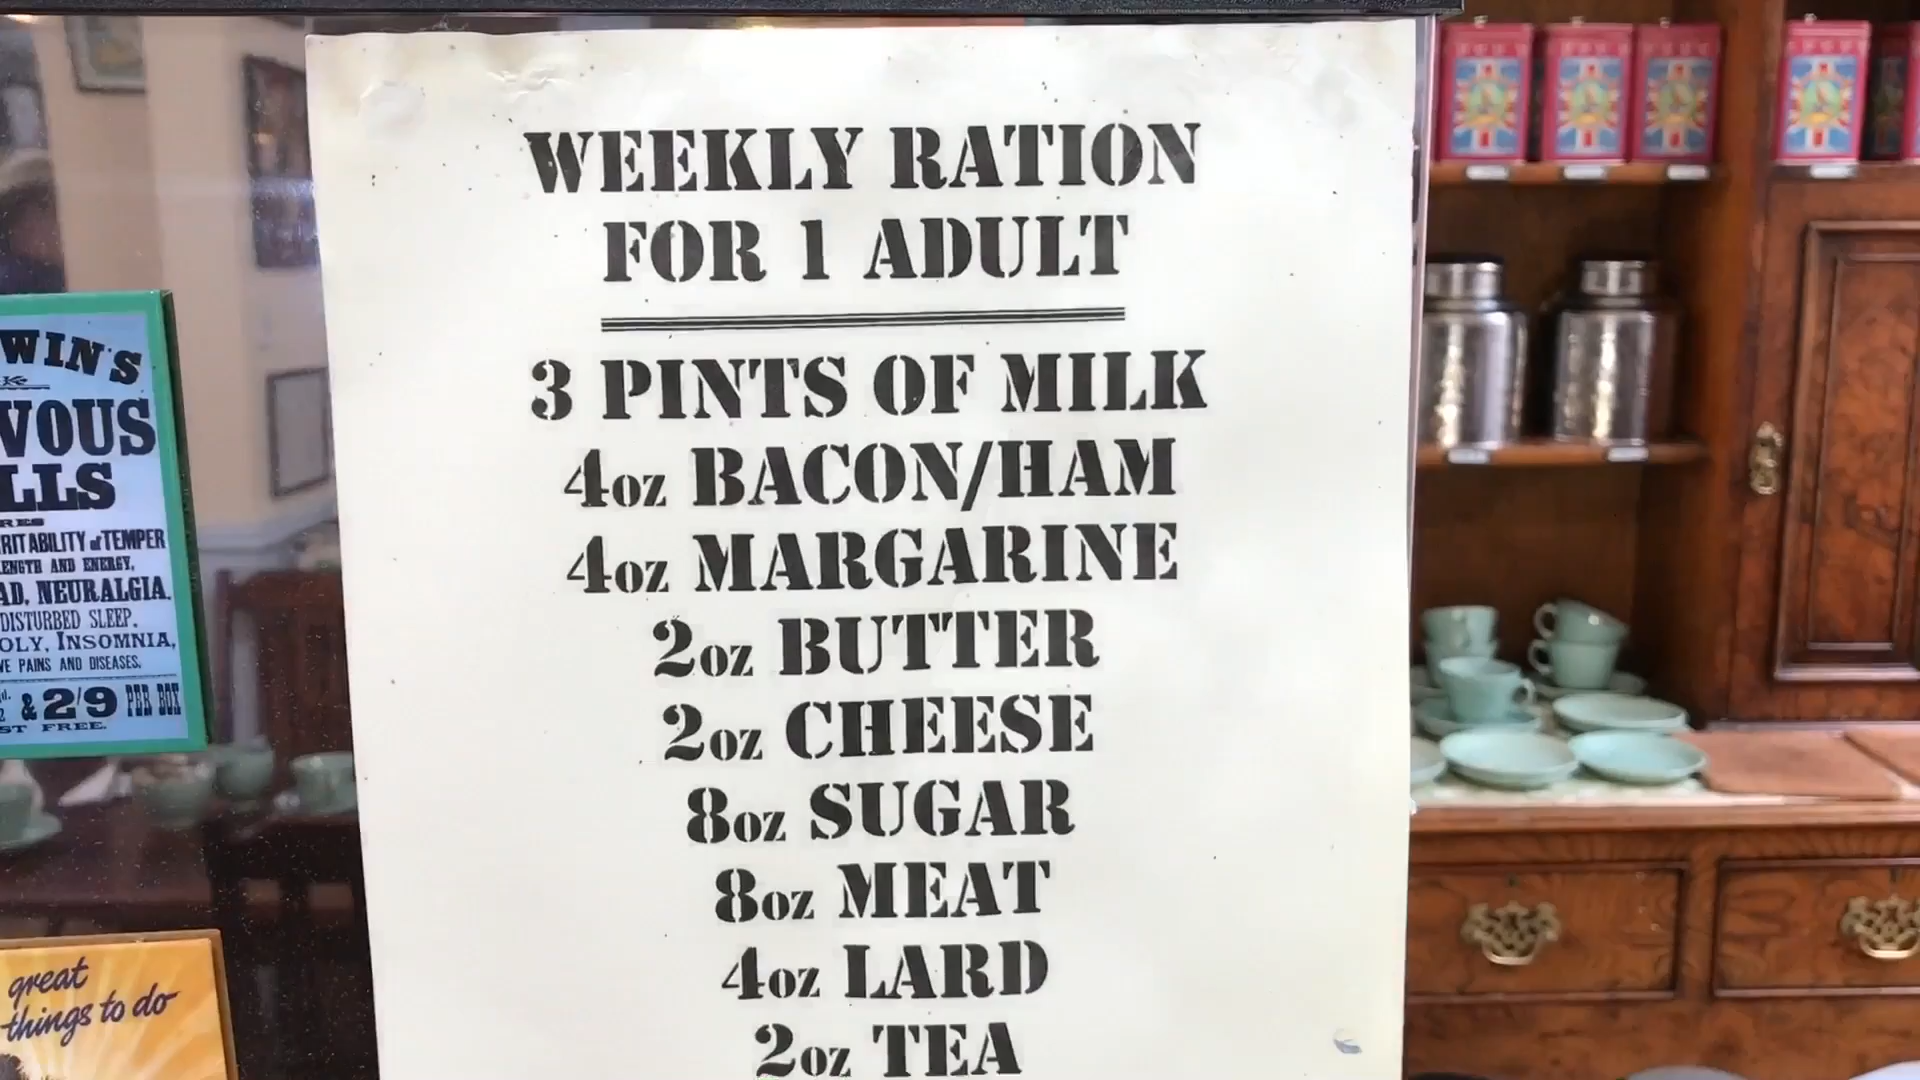 WEEKLY RATION
FOR 1 ADULT
3 PINTS OF MILK
4oz BACON/HAM
4oz MARGARINE
2oz BUTTER
2oz CHEESE
8oz SUGAR
8oz MEAT
4oz LARD
2oz TEA
WIN'S
VOUS
LLS
RES
RITABILITY of TEMPER
ENGTH AND ENERGY,
AD, NEURALGIA.
DISTURBED SLEEP.
OLY, INSOMNIA,
VE PAINS AND DISEASES.
& 2/9 PER BOX
ST FREE.
great
things to do